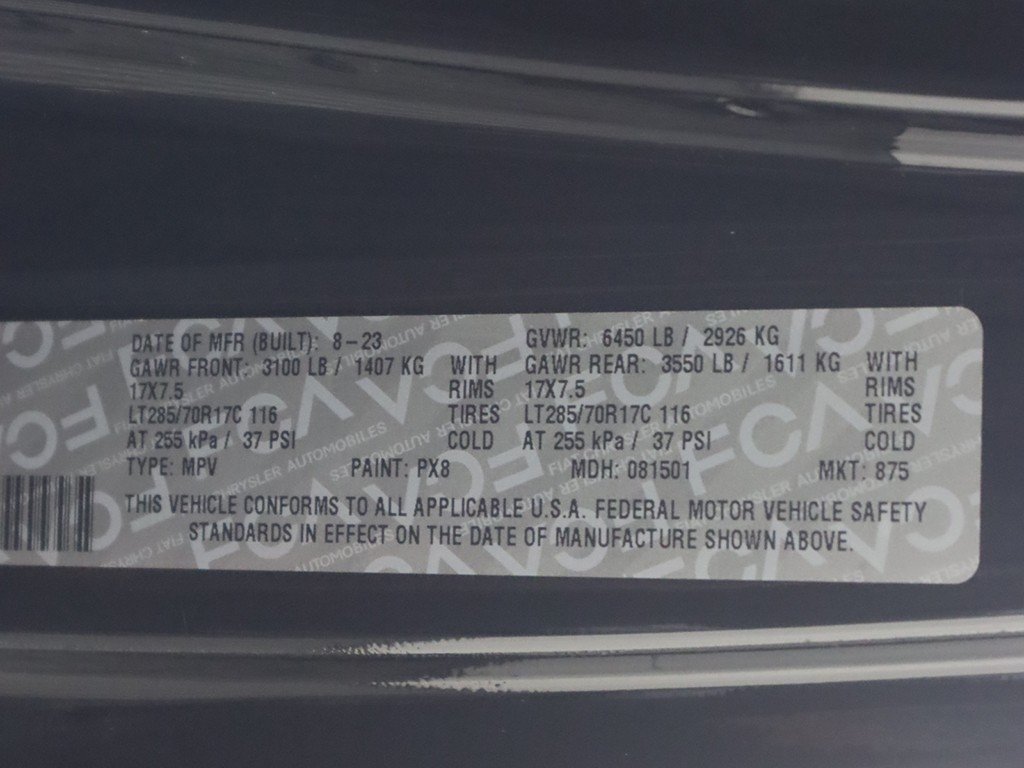 DATE OF MFR (BUILT): 8-23 GVWR: 6450 LB / 2926 KG
GAWR FRONT: 3100 LB / 1407 KG WITH GAWR REAR: 3550 LB / 1611 KG WITH
17X7.5 RIMS 17X7.5 RIMS
LT285/70R17C 116 TIRES LT285/70R17C 116 TIRES
AT 255 kPa / 37 PSI COLD AT 255 kPa / 37 PSI COLD
TYPE: MPV PAINT: PX8 MDH: 081501 MKT: 875
THIS VEHICLE CONFORMS TO ALL APPLICABLE U.S.A. FEDERAL MOTOR VEHICLE SAFETY
STANDARDS IN EFFECT ON THE DATE OF MANUFACTURE SHOWN ABOVE.